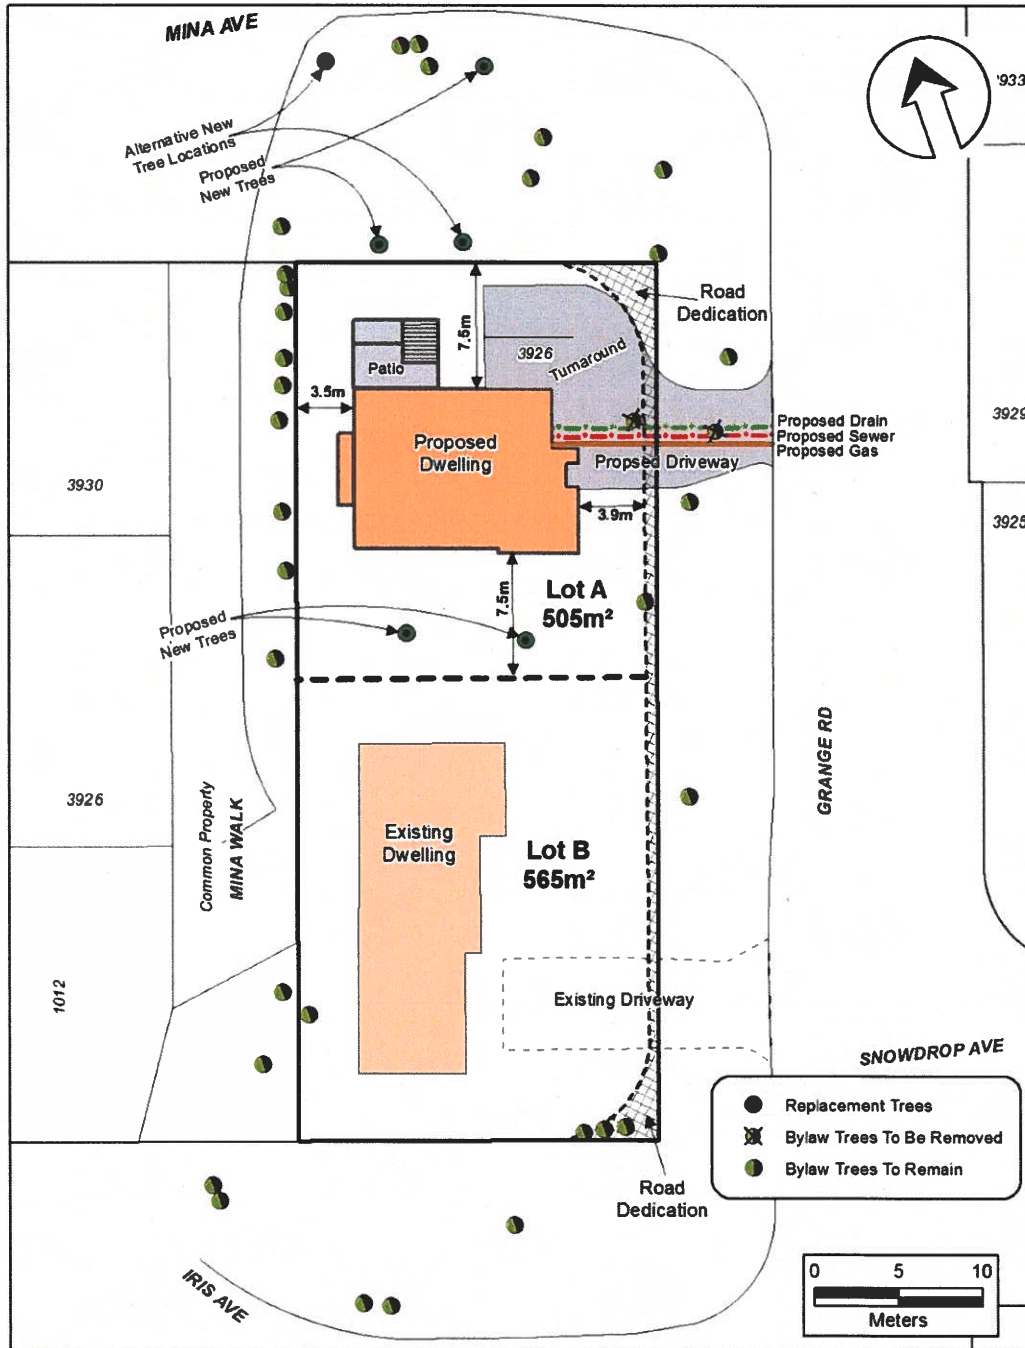 MINA AVE
'933
Alternative New
Tree Locations
Proposed
New Trees
Road
Dedication
7.5m
3926
Turnaround
Patio
3.5m
3929
Proposed Drain
Proposed Sewer
Proposed Gas
Proposed
Dwelling
Propsed Driveway
3930
3.9m
3925
7.5m
Lot A
505m²
Proposed
New Trees
GRANGE RD
3926
Common Property
MINA WALK
Existing
Dwelling
Lot B
565m²
1012
Existing Driveway
SNOWDROP AVE
Replacement Trees
Bylaw Trees To Be Removed
Bylaw Trees To Remain
Road
Dedication
IRIS AVE
0 5 10
Meters